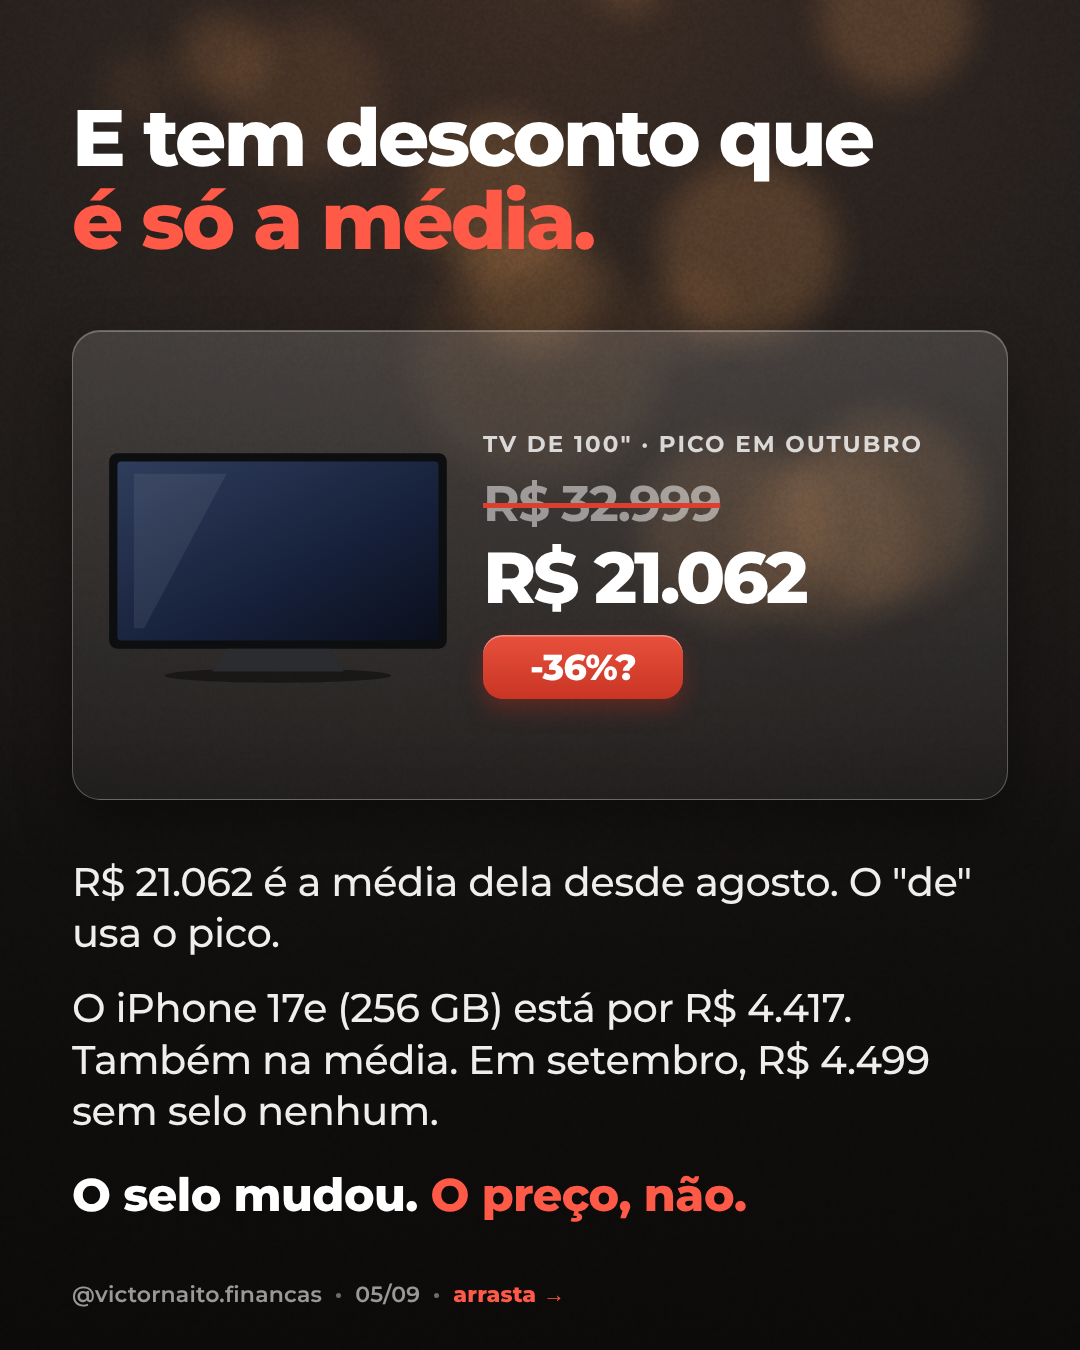 E tem desconto que
é só a média.
TV DE 100" · PICO EM OUTUBRO
R$ 32.999
R$ 21.062
-36%?
R$ 21.062 é a média dela desde agosto. O "de"
usa o pico.
O iPhone 17e (256 GB) está por R$ 4.417.
Também na média. Em setembro, R$ 4.499
sem selo nenhum.
O selo mudou. O preço, não.
@victornaito.financas • 05/09 • arrasta →